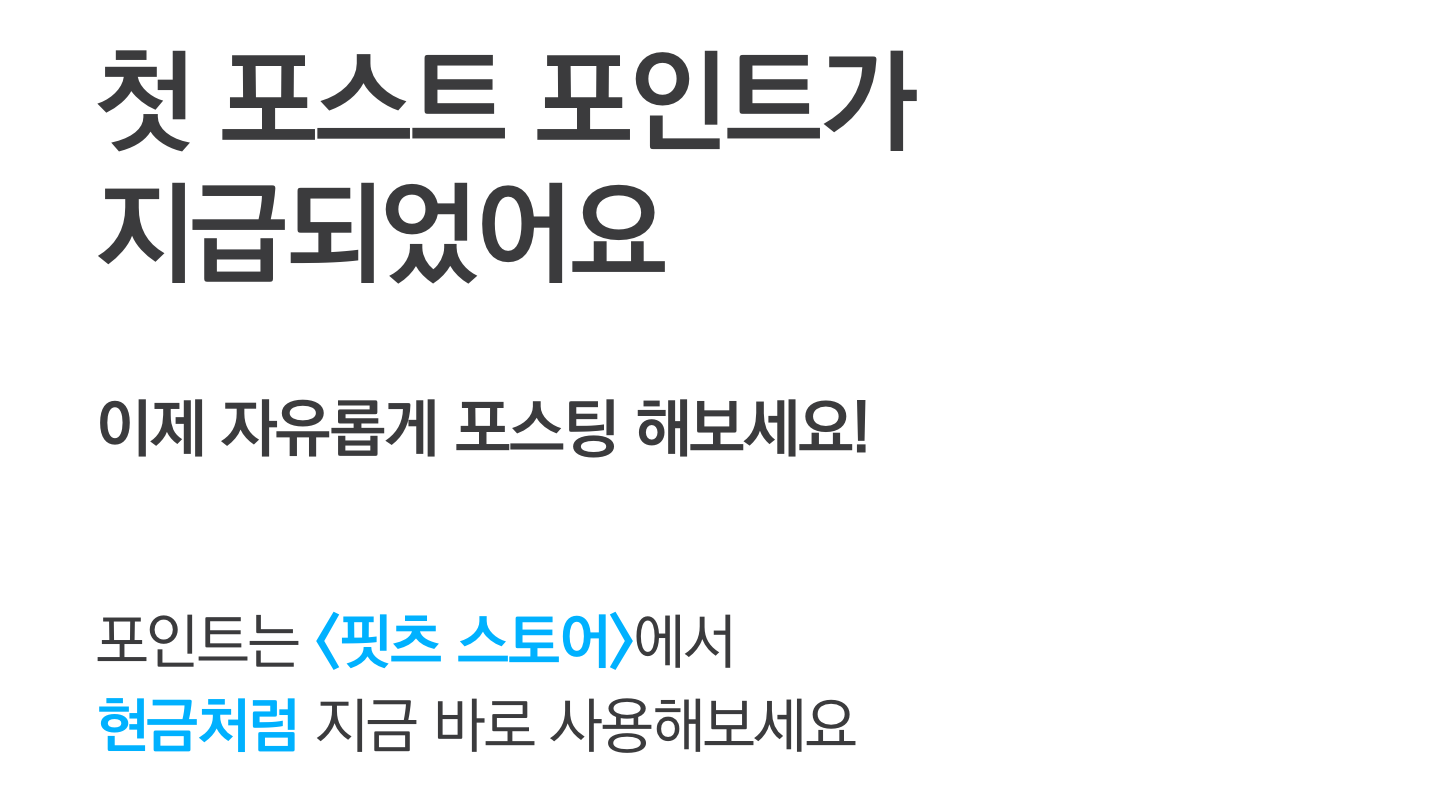 첫 포스트 포인트가
지급되었어요
이제 자유롭게 포스팅 해보세요!
포인트는 <핏츠 스토어>에서
현금처럼 지금 바로 사용해보세요